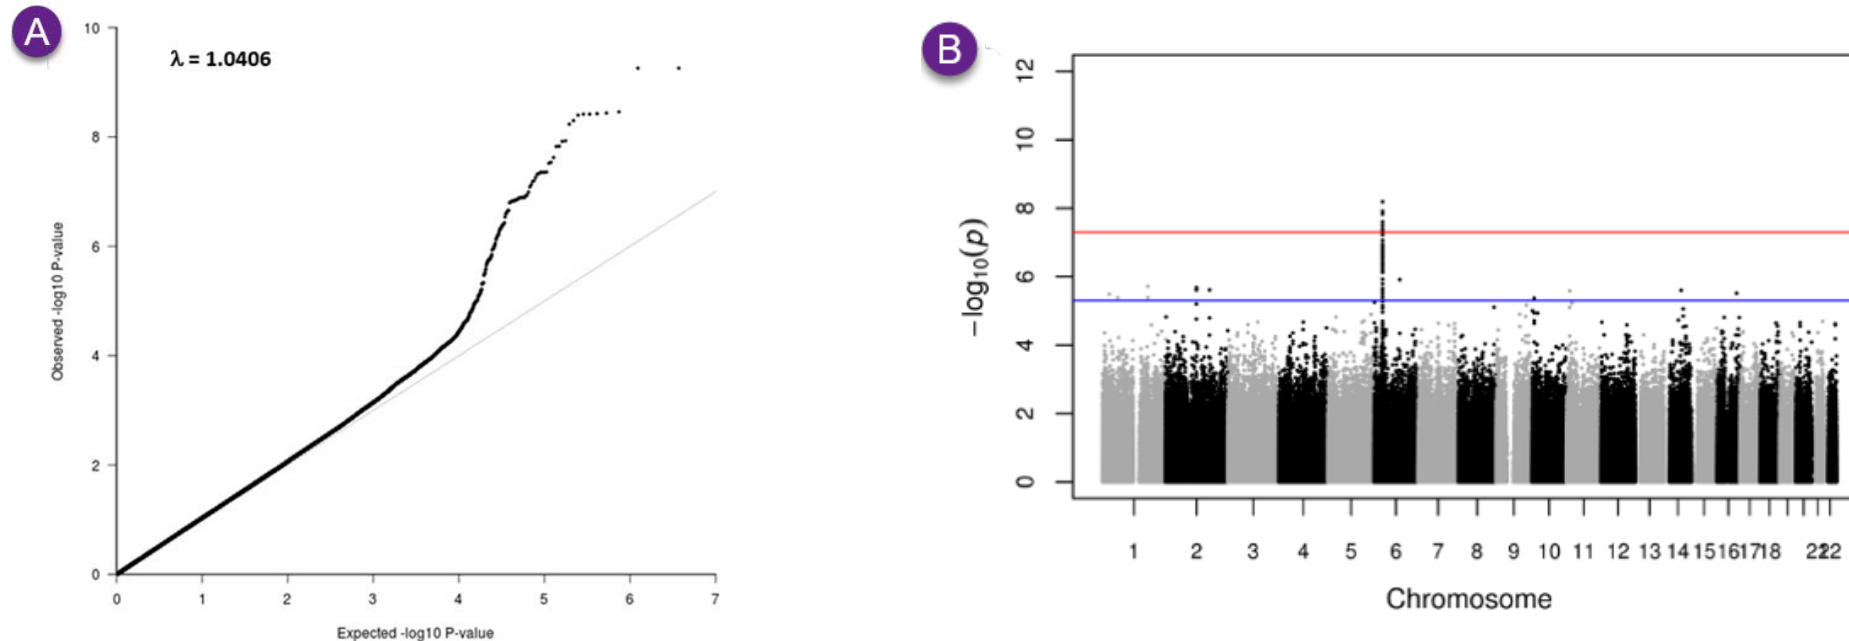 A
λ = 1.0406
10
8
6
4
2
0
Observed -log10 P-value
0 1 2 3 4 5 6 7
Expected -log10 P-value
B
12
10
8
6
4
2
0
−log10(p)
1 2 3 4 5 6 7 8 9 10 11 12 13 14 15 16 17 18 22
Chromosome